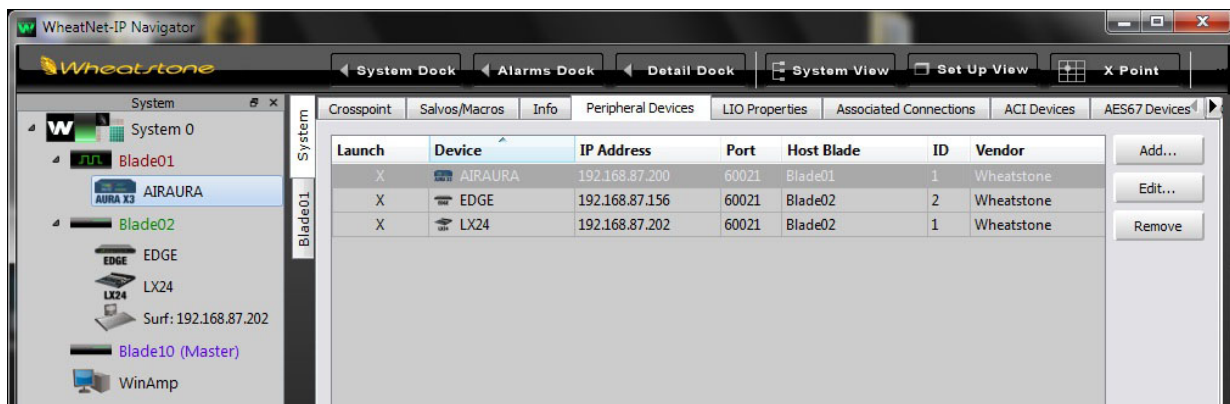 WheatNet-IP Navigator
Wheatstone
System Dock Alarms Dock Detail Dock System View Set Up View X Point
System
W System 0
Blade01
AURA X3 AIRAURA
Blade02
EDGE EDGE
LX24 LX24
Surf: 192.168.87.202
Blade10 (Master)
WinAmp
System
Blade01
Crosspoint Salvos/Macros Info Peripheral Devices LIO Properties Associated Connections ACI Devices AES67 Devices
Launch Device IP Address Port Host Blade ID Vendor
X AIRAURA 192.168.87.200 60021 Blade01 1 Wheatstone
X EDGE 192.168.87.156 60021 Blade02 2 Wheatstone
X LX24 192.168.87.202 60021 Blade02 1 Wheatstone
Add...
Edit...
Remove